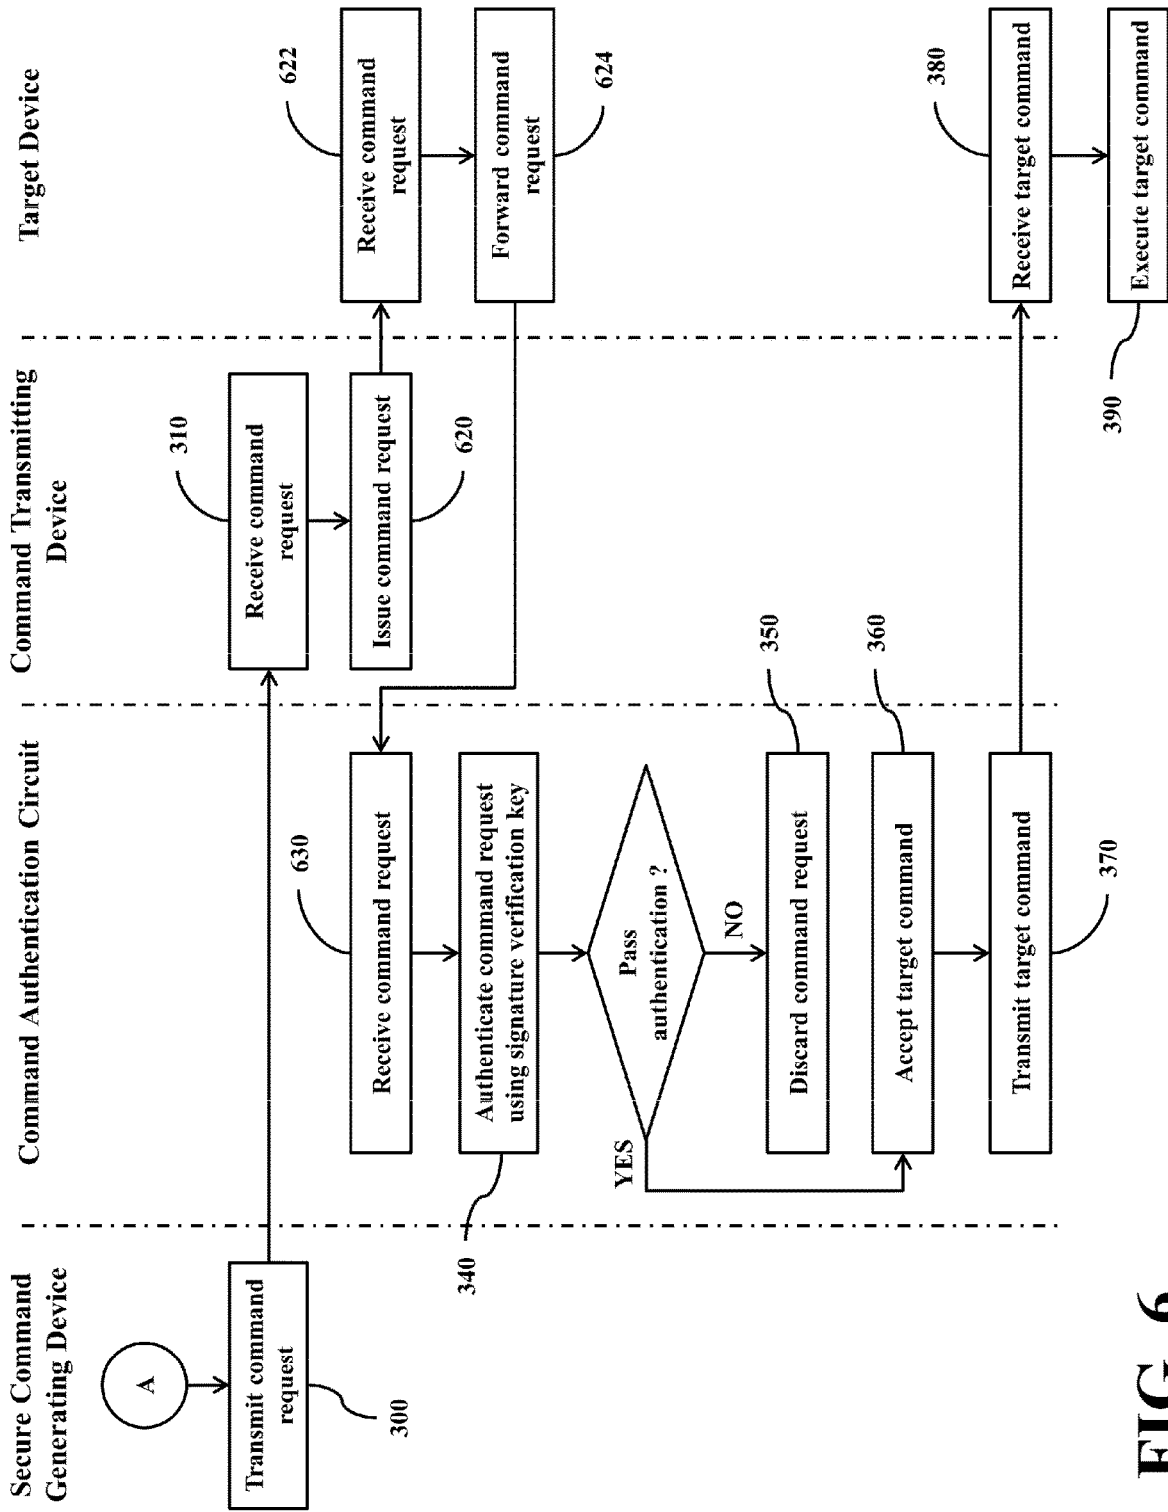 Secure Command
Generating Device
Command Authentication Circuit
Command Transmitting
Device
Target Device
A
Transmit command
request
300
Receive command
request
310
Issue command request
620
Receive command
request
622
Forward command
request
624
Receive command request
630
Authenticate command request
using signature verification key
340
Pass
authentication ?
YES
NO
Discard command request
350
Accept target command
360
Transmit target command
370
Receive target command
380
Execute target command
390
FIG. 6